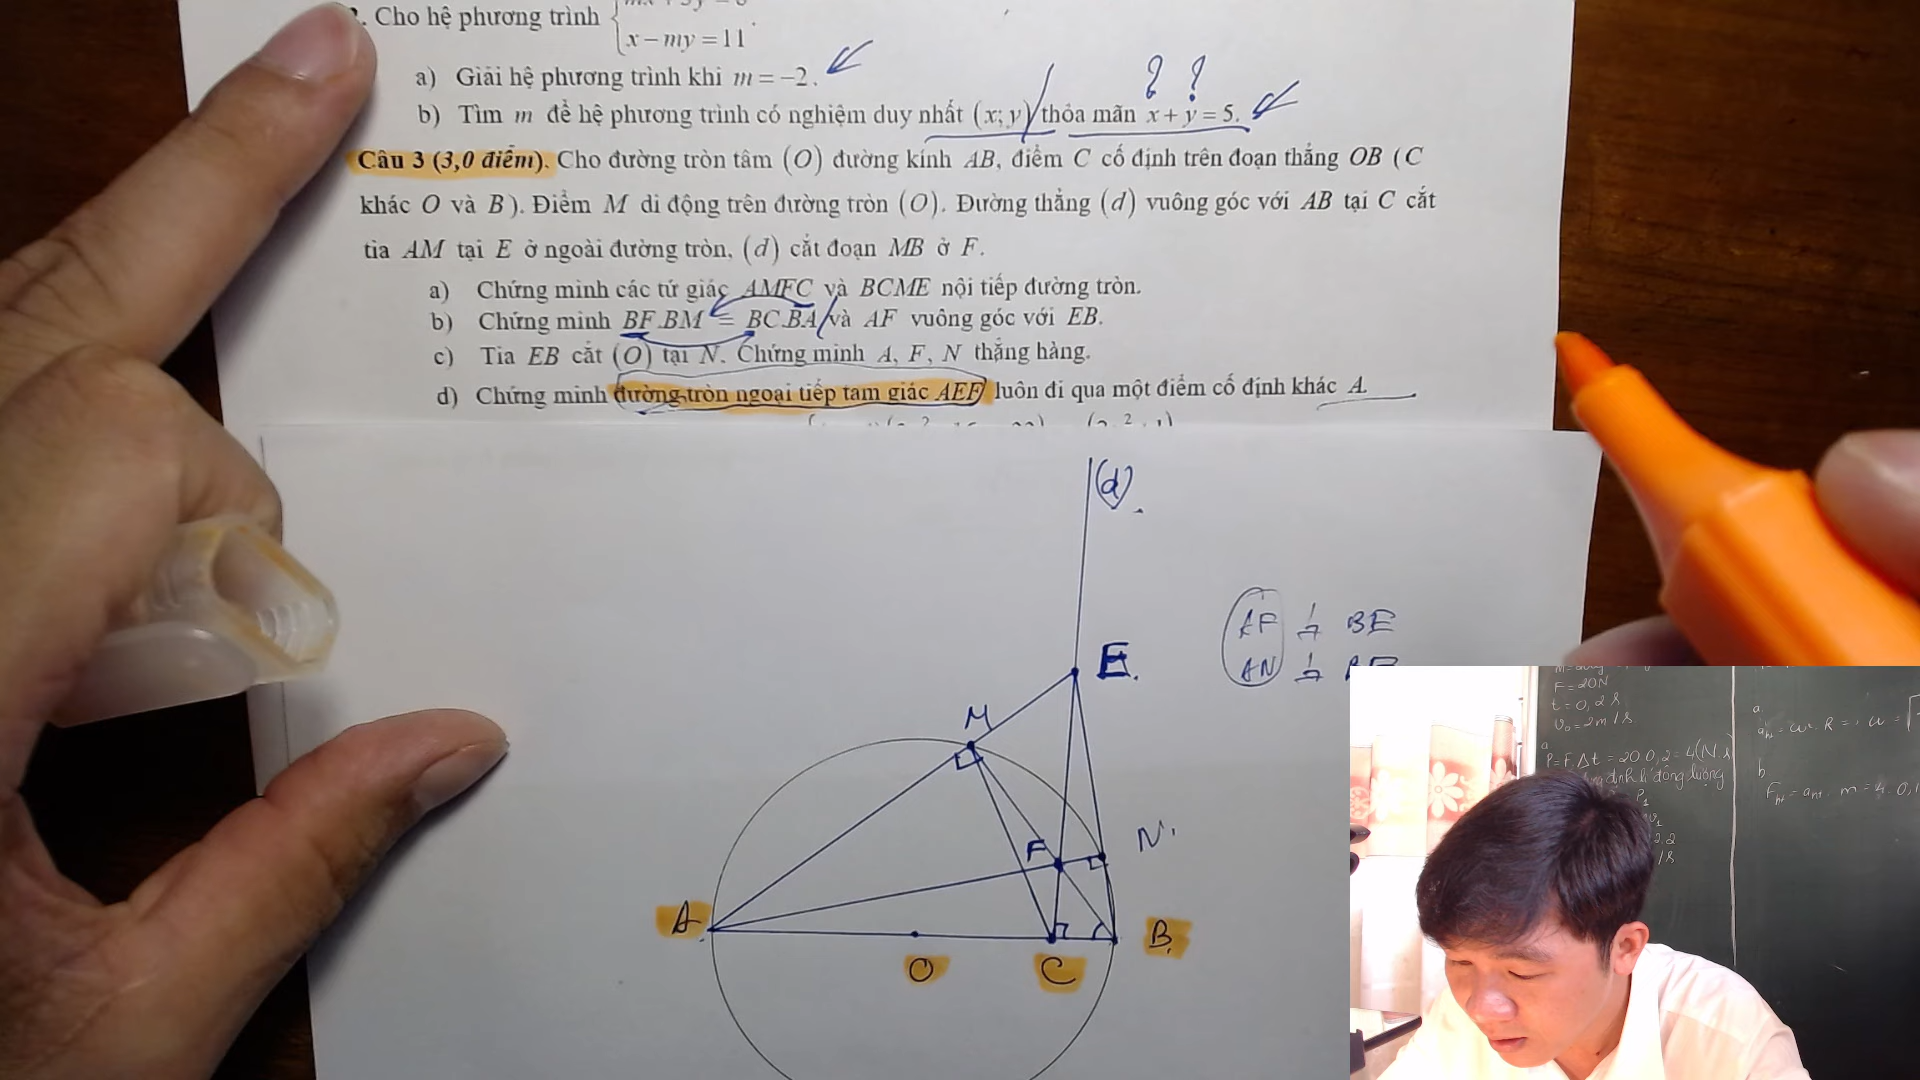 Cho hệ phương trình
x − my = 11
a) Giải hệ phương trình khi m = −2.
b) Tìm m để hệ phương trình có nghiệm duy nhất (x; y) thỏa mãn x + y = 5.
? ?
Câu 3 (3,0 điểm). Cho đường tròn tâm (O) đường kính AB, điểm C cố định trên đoạn thẳng OB (C
khác O và B). Điểm M di động trên đường tròn (O). Đường thẳng (d) vuông góc với AB tại C cắt
tia AM tại E ở ngoài đường tròn, (d) cắt đoạn MB ở F.
a) Chứng minh các tứ giác AMFC và BCME nội tiếp đường tròn.
b) Chứng minh BF.BM = BC.BA và AF vuông góc với EB.
c) Tia EB cắt (O) tại N. Chứng minh A, F, N thẳng hàng.
d) Chứng minh đường tròn ngoại tiếp tam giác AEF luôn đi qua một điểm cố định khác A.
(d)
AF ⊥ BE
AN ⊥
E
M
N
F
A
B
O
C
F = 20N
t = 0,2 s
v₀ = 2m/s